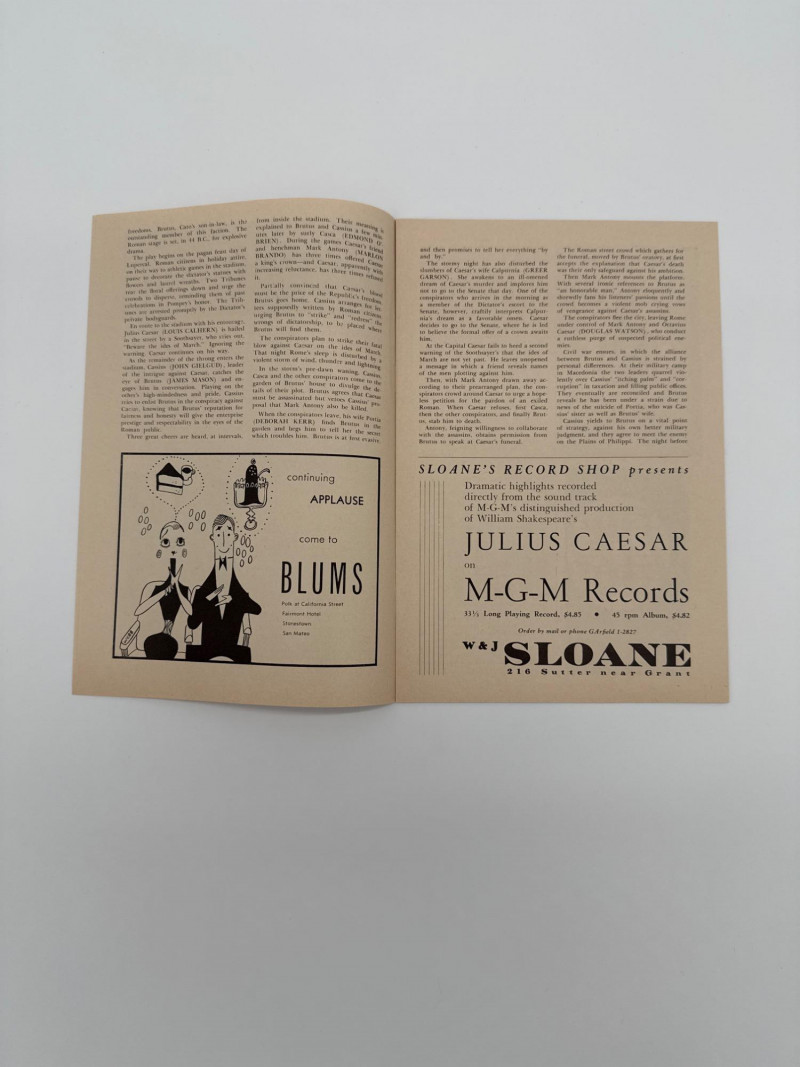 freedoms. Brutus, Cato's son-in-law, is the
outstanding member of this faction. The
Roman stage is set, in 44 B.C., for explosive
drama.
The play begins on the pagan feast day of
Lupercal. Roman citizens in holiday attire,
on their way to athletic games in the stadium,
pause to decorate the dictator's statues with
flowers and laurel wreaths. Two Tribunes
tear the floral offerings down and urge the
crowds to disperse, reminding them of past
celebrations in Pompey's honor. The Trib-
unes are arrested promptly by the Dictator's
private bodyguards.
En route to the stadium with his entourage,
Julius Caesar (LOUIS CALHERN), is hailed
in the street by a Soothsayer, who cries out,
"Beware the ides of March." Ignoring the
warning, Caesar continues on his way.
As the remainder of the throng enters the
stadium, Cassius (JOHN GIELGUD), leader
of the intrigue against Caesar, catches the
eye of Brutus (JAMES MASON) and en-
gages him in conversation. Playing on the
other's high-mindedness and pride, Cassius
tries to enlist Brutus in the conspiracy against
Caesar, knowing that Brutus' reputation for
fairness and honesty will give the enterprise
prestige and respectability in the eyes of the
Roman public.
Three great cheers are heard, at intervals,
from inside the stadium. Their meaning is
explained to Brutus and Cassius a few min-
utes later by surly Casca (EDMOND O'-
BRIEN). During the games Caesar's friend
and henchman Mark Antony (MARLON
BRANDO) has three times offered Caesar
a king's crown—and Caesar, apparently with
increasing reluctance, has three times refused
it.
Partially convinced that Caesar's blood
must be the price of the Republic's freedom,
Brutus goes home. Cassius arranges for let-
ters supposedly written by Roman citizens,
urging Brutus to "strike" and "redress" the
wrongs of dictatorship, to be placed where
Brutus will find them.
The conspirators plan to strike their fatal
blow against Caesar on the ides of March.
That night Rome's sleep is disturbed by a
violent storm of wind, thunder and lightning.
In the storm's pre-dawn waning, Cassius,
Casca and the other conspirators come to the
garden of Brutus' house to divulge the de-
tails of their plot. Brutus agrees that Caesar
must be assassinated but vetoes Cassius' pro-
posal that Mark Antony also be killed.
When the conspirators leave, his wife Portia
(DEBORAH KERR) finds Brutus in the
garden and begs him to tell her the secret
which troubles him. Brutus is at first evasive,
continuing
APPLAUSE
come to
BLUMS
Polk at California Street
Fairmont Hotel
Stonestown
San Mateo
and then promises to tell her everything "by
and by."
The stormy night has also disturbed the
slumbers of Caesar's wife Calpurnia (GREER
GARSON). She awakens to an ill-omened
dream of Caesar's murder and implores him
not to go to the Senate that day. One of the
conspirators who arrives in the morning as
a member of the Dictator's escort to the
Senate, however, craftily interprets Calpur-
nia's dream as a favorable omen. Caesar
decides to go to the Senate, where he is led
to believe the formal offer of a crown awaits
him.
At the Capital Caesar fails to heed a second
warning of the Soothsayer's that the ides of
March are not yet past. He leaves unopened
a message in which a friend reveals names
of the men plotting against him.
Then, with Mark Antony drawn away ac-
cording to their prearranged plan, the con-
spirators crowd around Caesar to urge a hope-
less petition for the pardon of an exiled
Roman. When Caesar refuses, first Casca,
then the other conspirators, and finally Brut-
us, stab him to death.
Antony, feigning willingness to collaborate
with the assassins, obtains permission from
Brutus to speak at Caesar's funeral.
The Roman street crowd which gathers for
the funeral, moved by Brutus' oratory, at first
accepts the explanation that Caesar's death
was their only safeguard against his ambition.
Then Mark Antony mounts the platform.
With several ironic references to Brutus as
"an honorable man," Antony eloquently and
shrewdly fans his listeners' passions until the
crowd becomes a violent mob crying vows
of vengeance against Caesar's assassins.
The conspirators flee the city, leaving Rome
under control of Mark Antony and Octavius
Caesar (DOUGLAS WATSON), who conduct
a ruthless purge of suspected political ene-
mies.
Civil war ensues, in which the alliance
between Brutus and Cassius is strained by
personal differences. At their military camp
in Macedonia the two leaders quarrel vio-
lently over Cassius' "itching palm" and "cor-
ruption" in taxation and filling public offices.
They eventually are reconciled and Brutus
reveals he has been under a strain due to
news of the suicide of Portia, who was Cas-
sius' sister as well as Brutus' wife.
Cassius yields to Brutus on a vital point
of strategy, against his own better military
judgment, and they agree to meet the enemy
on the Plains of Philippi. The night before
SLOANE'S RECORD SHOP presents
Dramatic highlights recorded
directly from the sound track
of M-G-M's distinguished production
of William Shakespeare's
JULIUS CAESAR
on
M-G-M Records
33⅓ Long Playing Record, $4.85 • 45 rpm Album, $4.82
Order by mail or phone GArfield 1-2827
W & J SLOANE
216 Sutter near Grant